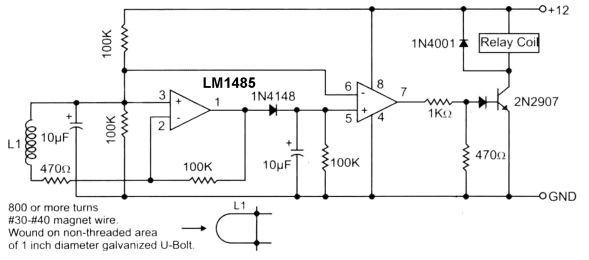 +12
1N4001
Relay Coil
100K
LM1485
6
8
7
3
1
1N4148
2N2907
+
-
-
+
2
5
4
1KΩ
L1
+
10µF
100K
+
10µF
100K
470Ω
470Ω
100K
GND
800 or more turns
#30-#40 magnet wire.
Wound on non-threaded area
of 1 inch diameter galvanized U-Bolt.
L1